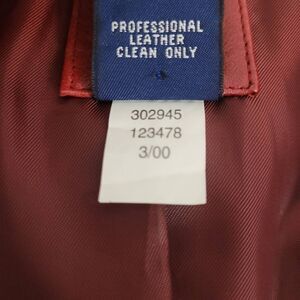 PROFESSIONAL
LEATHER
CLEAN ONLY
302945
123478
3/00